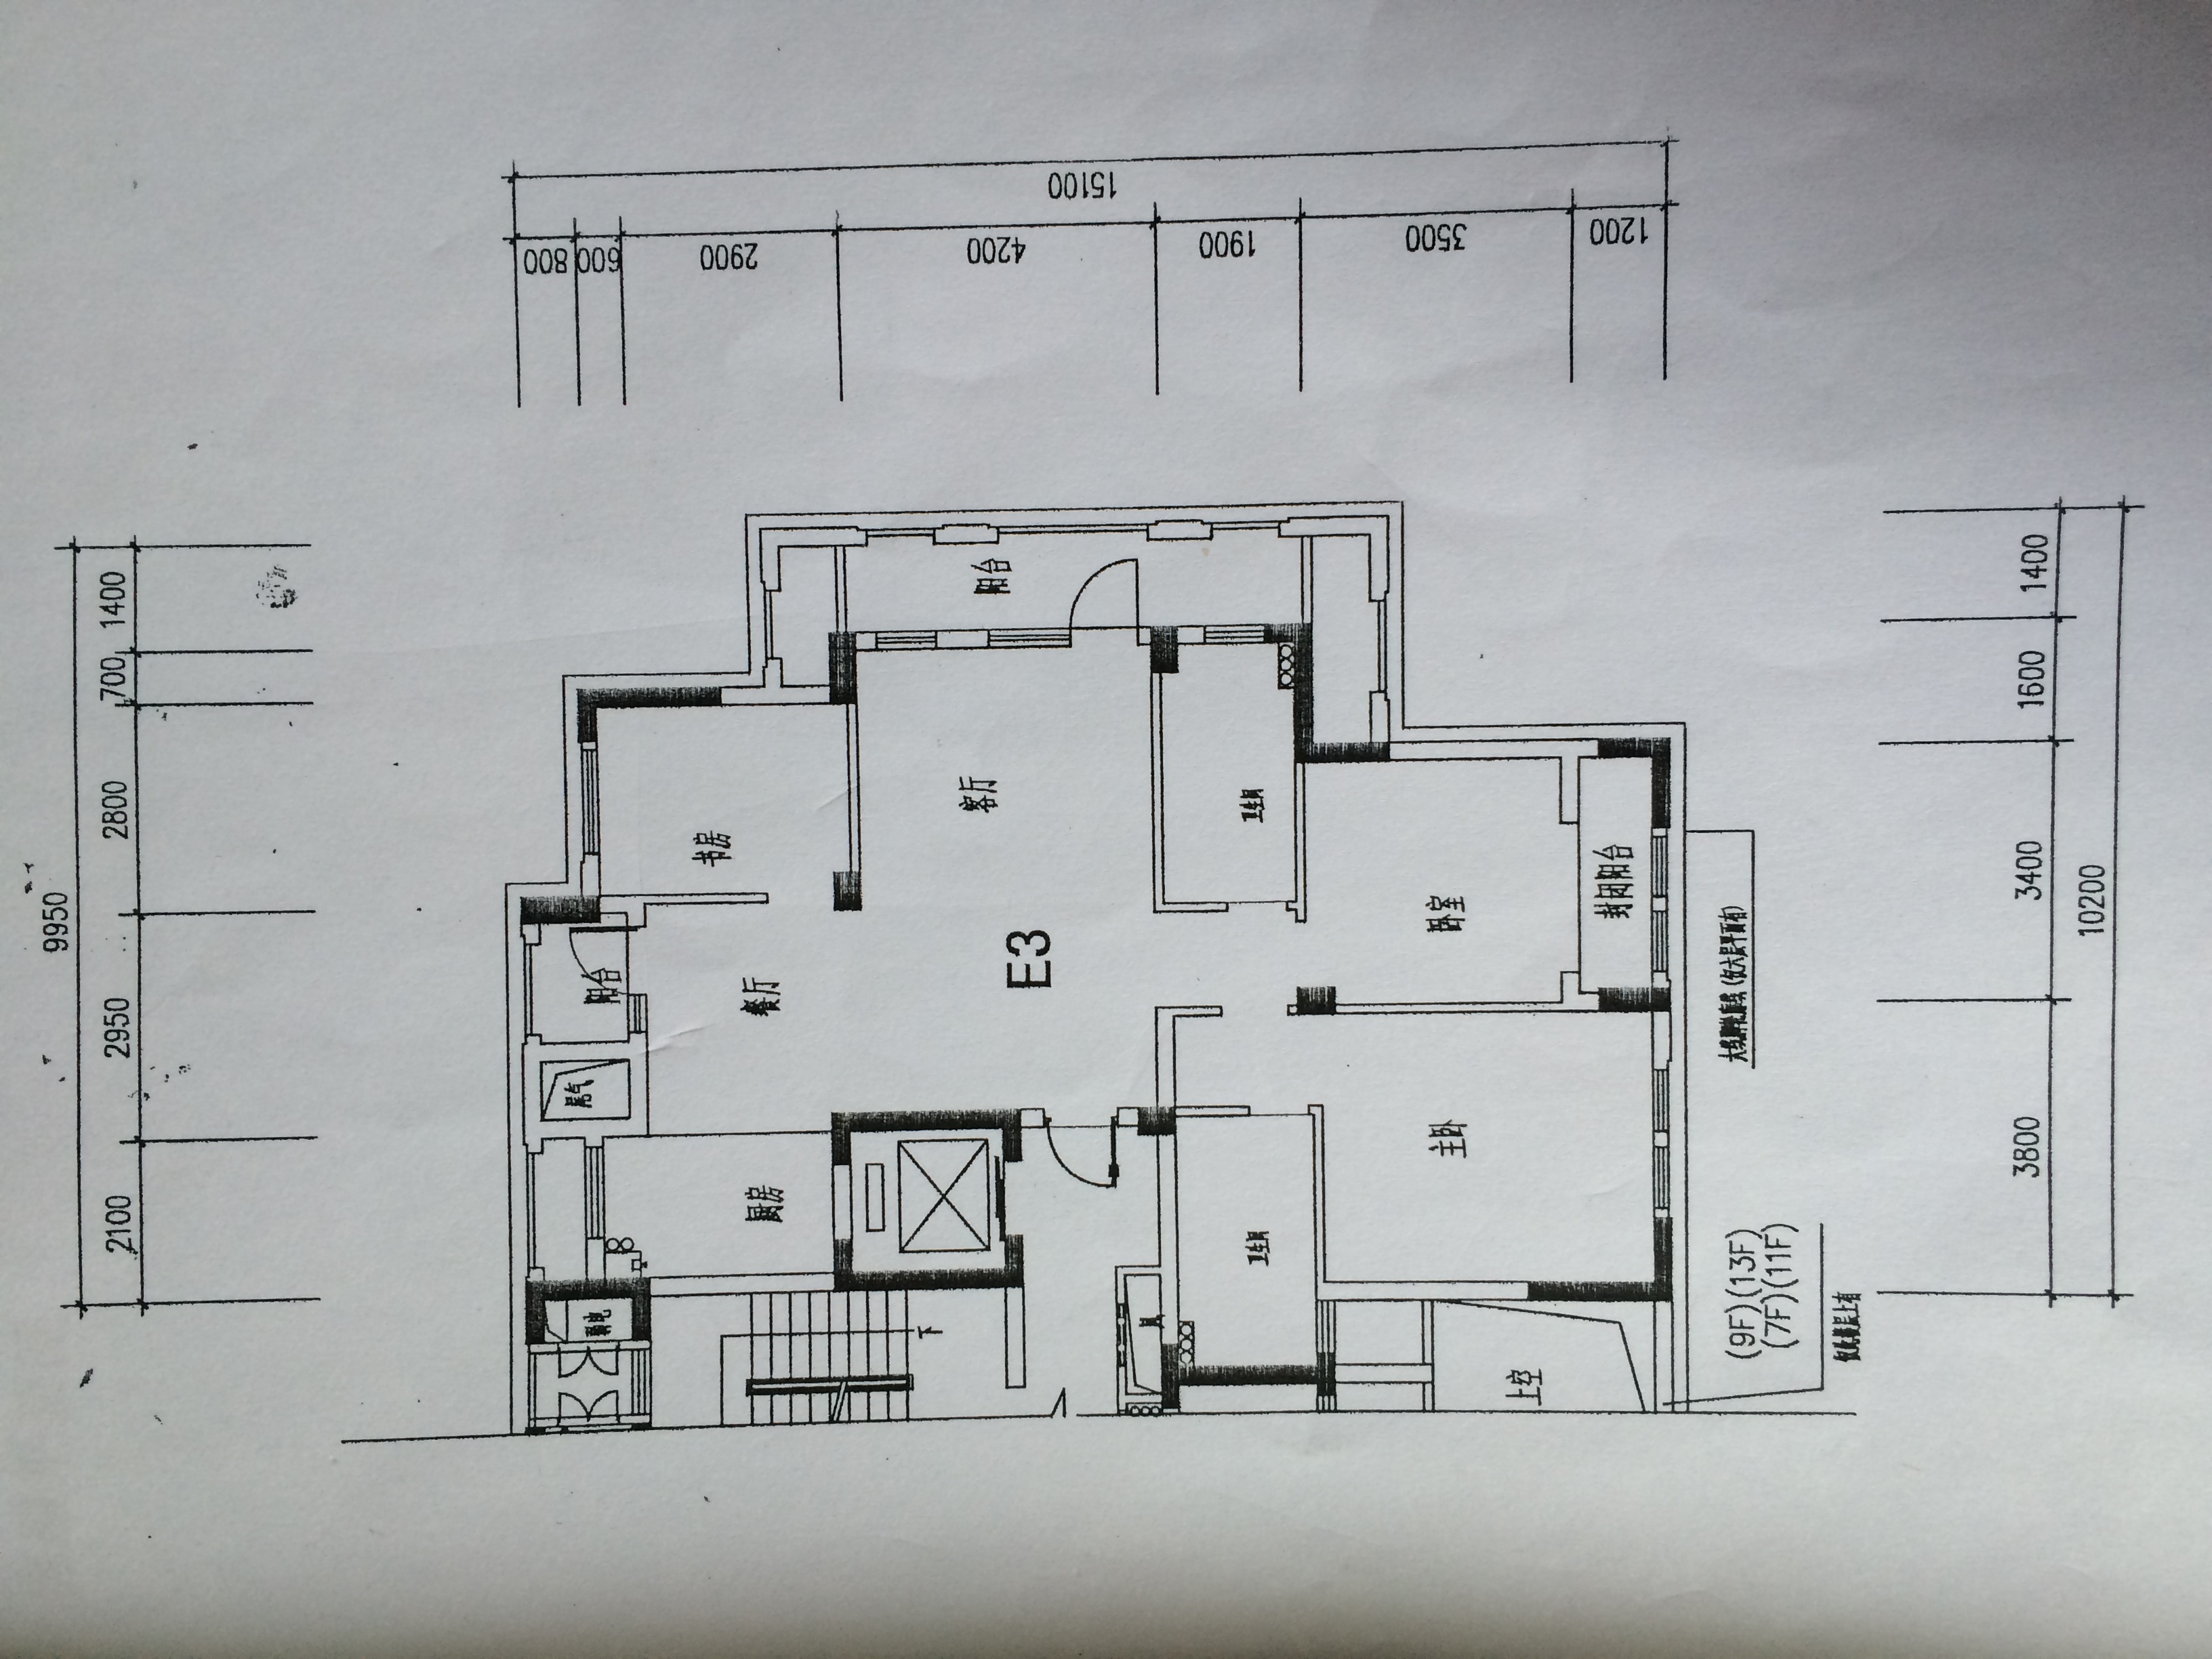 9950
2100
2950
2800
700
1400
800
600
2900
4200
1900
3500
1200
15100
弱电
尾气
阳台
书房
厨房
餐厅
下
客厅
阳台
E3
风
卫生间
卫生间
主卧
卧室
上空
封闭阳台
(9F)(13F)
(7F)(11F)
大线脚轮廓线(仅六层平面有)
仅此楼层上有
3800
3400
1600
1400
10200